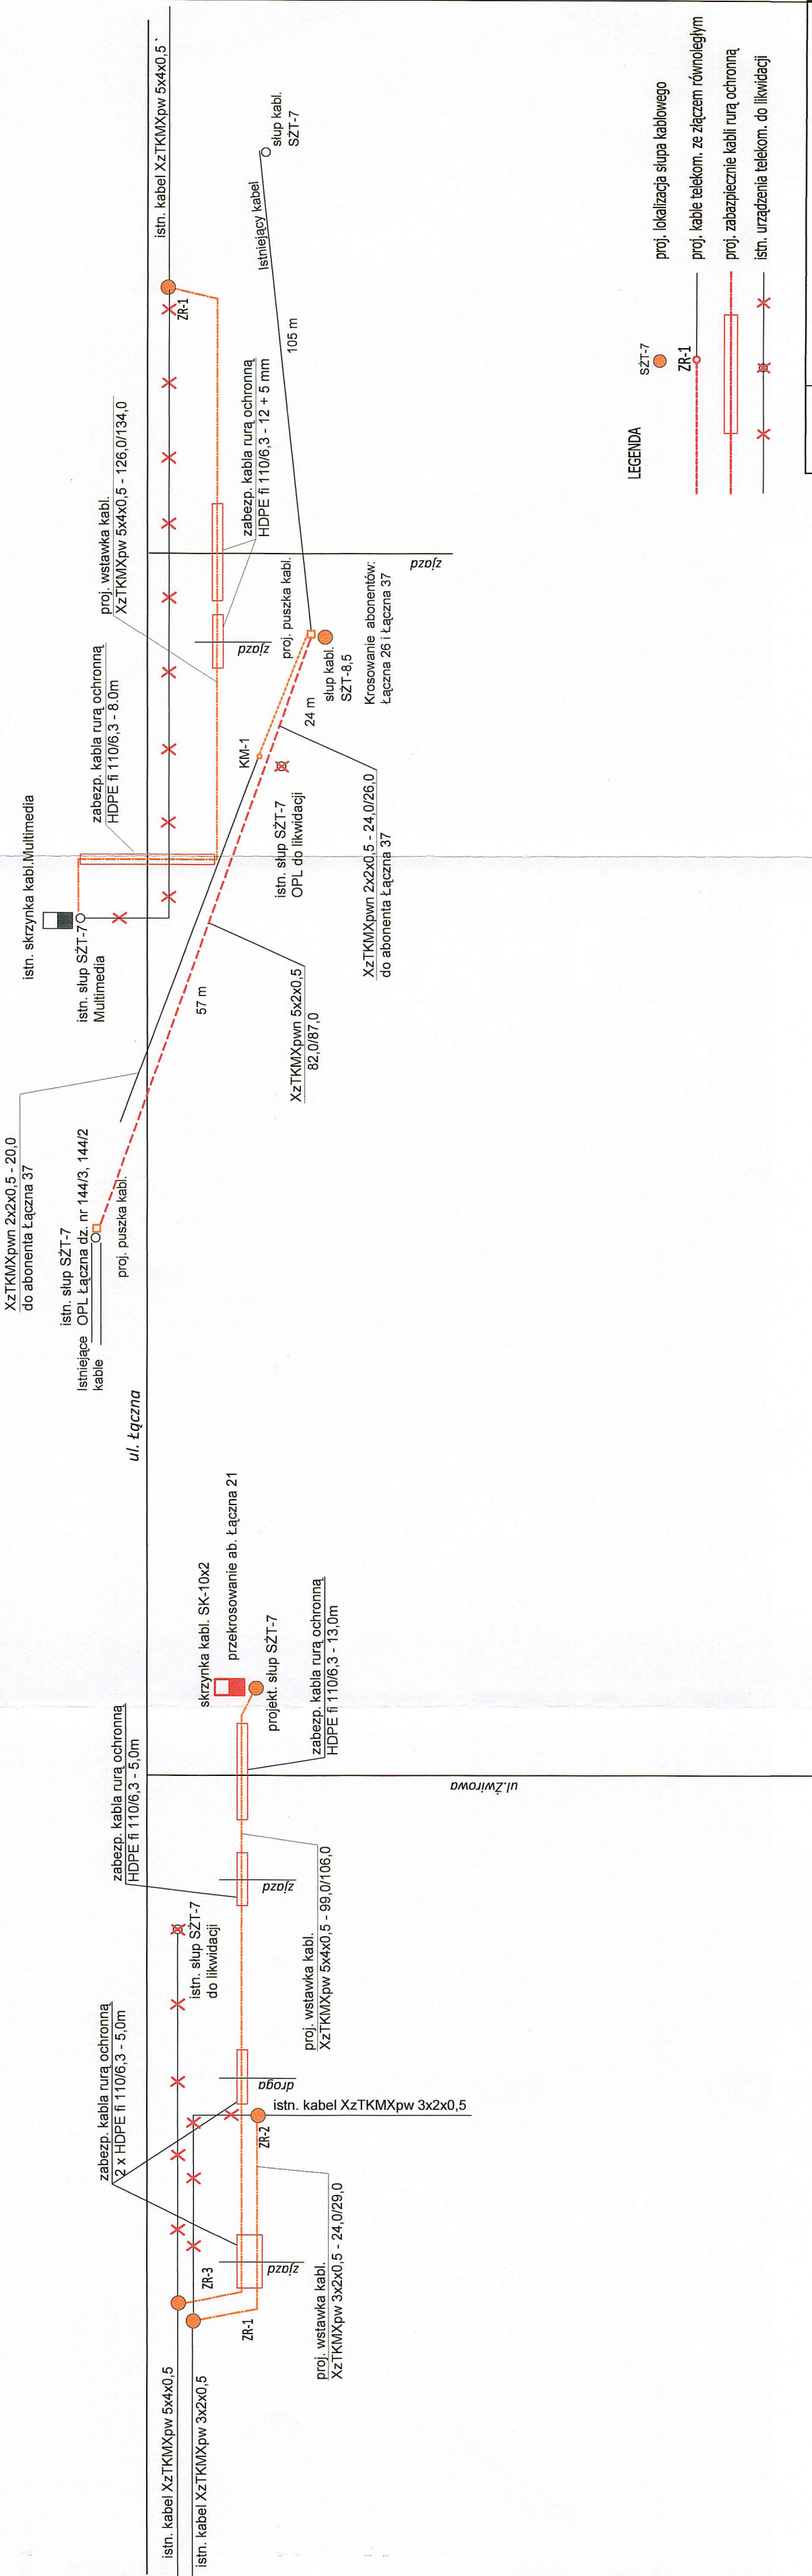 istn. kabel XzTKMXpw 5x4x0,5
istn. kabel XzTKMXpw 3x2x0,5
ZR-3
ZR-1
zabezp. kabla rurą ochronną
2 x HDPE fi 110/6,3 - 5,0m
zjazd
proj. wstawka kabl.
XzTKMXpw 3x2x0,5 - 24,0/29,0
ZR-2
istn. kabel XzTKMXpw 3x2x0,5
droga
istn. słup SŻT-7
do likwidacji
zabezp. kabla rurą ochronną
HDPE fi 110/6,3 - 5,0m
zjazd
proj. wstawka kabl.
XzTKMXpw 5x4x0,5 - 99,0/106,0
ul.Żwirowa
zabezp. kabla rurą ochronną
HDPE fi 110/6,3 - 13,0m
skrzynka kabl. SK-10x2
przekrosowanie ab. Łączna 21
projekt. słup SŻT-7
ul. Łączna
XzTKMXpwn 2x2x0,5 - 20,0
do abonenta Łączna 37
istn. słup SŻT-7
Istniejące OPL Łączna dz. nr 144/3, 144/2
kable
proj. puszka kabl.
57 m
XzTKMXpwn 5x2x0,5
82,0/87,0
istn. skrzynka kabl.Multimedia
istn. słup SŻT-7
Multimedia
zabezp. kabla rurą ochronną
HDPE fi 110/6,3 - 8.0m
istn. słup SŻT-7
OPL do likwidacji
KM-1
XzTKMXpwn 2x2x0,5 - 24,0/26,0
do abonenta Łączna 37
24 m
proj. wstawka kabl.
XzTKMXpw 5x4x0,5 - 126,0/134,0
zjazd
proj. puszka kabl.
słup kabl.
SŻT-8,5
Krosowanie abonentów:
Łączna 26 i Łączna 37
zabezp. kabla rurą ochronną
HDPE fi 110/6,3 - 12 + 5 mm
zjazd
105 m
Istniejący kabel
słup kabl.
SŻT-7
ZR-1
istn. kabel XzTKMXpw 5x4x0,5 `
LEGENDA
SŻT-7
proj. lokalizacja słupa kablowego
ZR-1
proj. kable telekom. ze złączem równoległym
proj. zabazpiecznie kabli rurą ochronną
istn. urządzenia telekom. do likwidacji